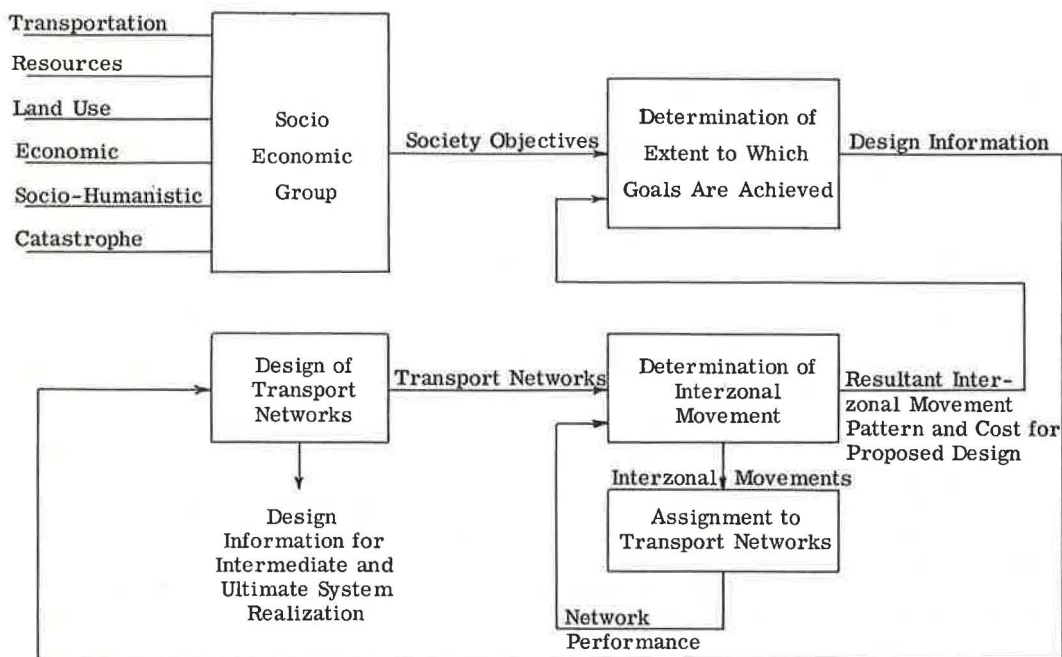 Transportation
Resources
Land Use
Economic
Socio-Humanistic
Catastrophe
Socio
Economic
Group
Society Objectives
Determination of
Extent to Which
Goals Are Achieved
Design Information
Design of
Transport
Networks
Transport Networks
Determination of
Interzonal
Movement
Resultant Inter-
zonal Movement
Pattern and Cost for
Proposed Design
Interzonal Movements
Assignment to
Transport Networks
Design
Information for
Intermediate and
Ultimate System
Realization
Network
Performance